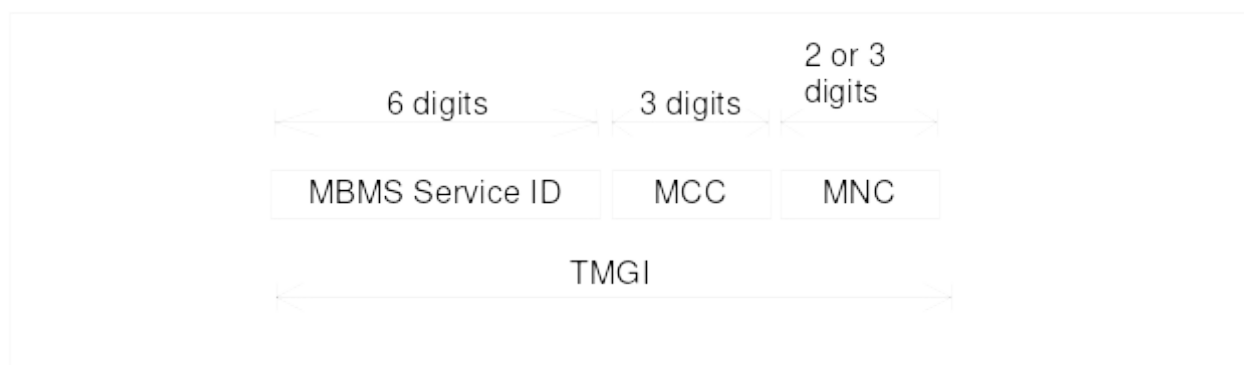 2 or 3
digits
6 digits
3 digits
MBMS Service ID
MCC
MNC
TMGI